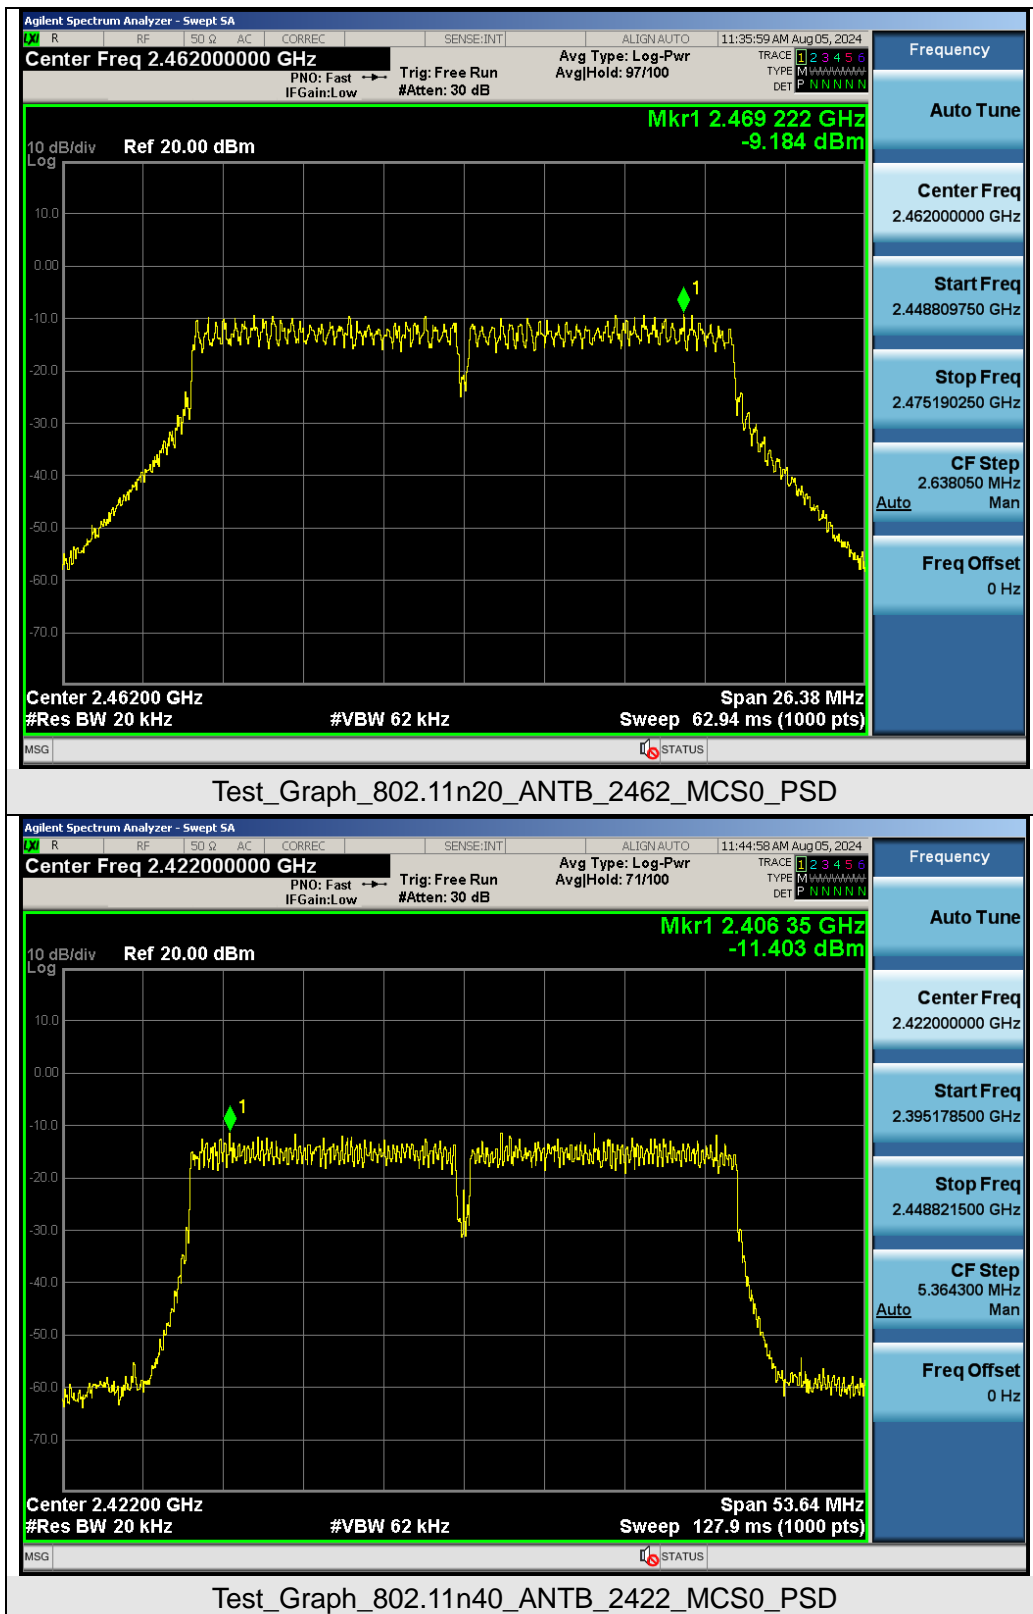 Agilent Spectrum Analyzer - Swept SA
LXI R RF 50 Ω AC CORREC SENSE:INT ALIGN AUTO 11:35:59 AM Aug 05, 2024
Center Freq 2.462000000 GHz
PNO: Fast
IFGain:Low
Trig: Free Run
#Atten: 30 dB
Avg Type: Log-Pwr
Avg|Hold: 97/100
TRACE 1 2 3 4 5 6
TYPE M WWWWW
DET P N N N N N
Mkr1 2.469 222 GHz
-9.184 dBm
10 dB/div Ref 20.00 dBm
Log
10.0
0.00
-10.0
-20.0
-30.0
-40.0
-50.0
-60.0
-70.0
1
Center 2.46200 GHz Span 26.38 MHz
#Res BW 20 kHz #VBW 62 kHz Sweep 62.94 ms (1000 pts)
MSG STATUS
Frequency
Auto Tune
Center Freq
2.462000000 GHz
Start Freq
2.448809750 GHz
Stop Freq
2.475190250 GHz
CF Step
2.638050 MHz
Auto Man
Freq Offset
0 Hz
Test_Graph_802.11n20_ANTB_2462_MCS0_PSD
Agilent Spectrum Analyzer - Swept SA
LXI R RF 50 Ω AC CORREC SENSE:INT ALIGN AUTO 11:44:58 AM Aug 05, 2024
Center Freq 2.422000000 GHz
PNO: Fast
IFGain:Low
Trig: Free Run
#Atten: 30 dB
Avg Type: Log-Pwr
Avg|Hold: 71/100
TRACE 1 2 3 4 5 6
TYPE M WWWWW
DET P N N N N N
Mkr1 2.406 35 GHz
-11.403 dBm
10 dB/div Ref 20.00 dBm
Log
10.0
0.00
-10.0
-20.0
-30.0
-40.0
-50.0
-60.0
-70.0
1
Center 2.42200 GHz Span 53.64 MHz
#Res BW 20 kHz #VBW 62 kHz Sweep 127.9 ms (1000 pts)
MSG STATUS
Frequency
Auto Tune
Center Freq
2.422000000 GHz
Start Freq
2.395178500 GHz
Stop Freq
2.448821500 GHz
CF Step
5.364300 MHz
Auto Man
Freq Offset
0 Hz
Test_Graph_802.11n40_ANTB_2422_MCS0_PSD